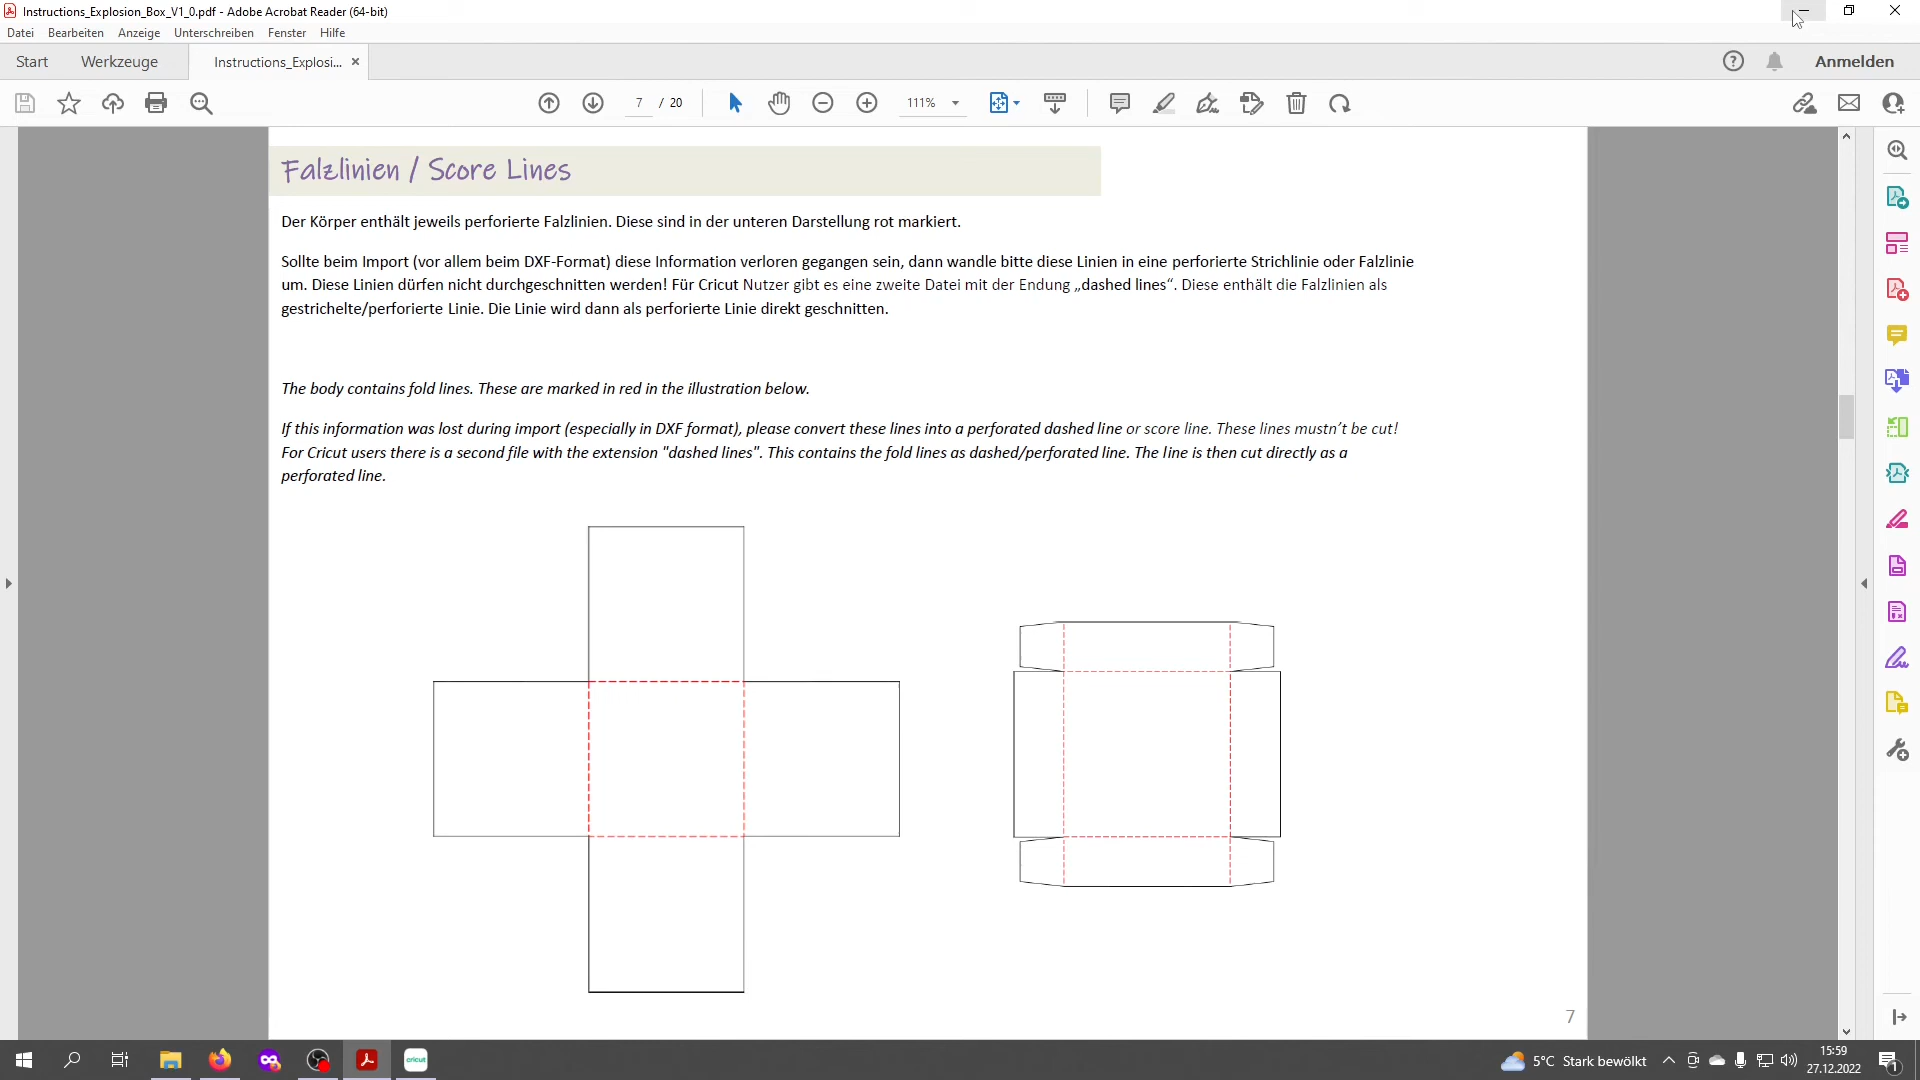 Instructions_Explosion_Box_V1_0.pdf - Adobe Acrobat Reader (64-bit)
Datei Bearbeiten Anzeige Unterschreiben Fenster Hilfe
Start Werkzeuge Instructions_Explosi... Anmelden
7 / 20 111%
Falzlinien / Score Lines
Der Körper enthält jeweils perforierte Falzlinien. Diese sind in der unteren Darstellung rot markiert.
Sollte beim Import (vor allem beim DXF-Format) diese Information verloren gegangen sein, dann wandle bitte diese Linien in eine perforierte Strichlinie oder Falzlinie
um. Diese Linien dürfen nicht durchgeschnitten werden! Für Cricut Nutzer gibt es eine zweite Datei mit der Endung „dashed lines“. Diese enthält die Falzlinien als
gestrichelte/perforierte Linie. Die Linie wird dann als perforierte Linie direkt geschnitten.
The body contains fold lines. These are marked in red in the illustration below.
If this information was lost during import (especially in DXF format), please convert these lines into a perforated dashed line or score line. These lines mustn’t be cut!
For Cricut users there is a second file with the extension "dashed lines". This contains the fold lines as dashed/perforated line. The line is then cut directly as a
perforated line.
7
cricut
5°C Stark bewölkt
15:59
27.12.2022
1